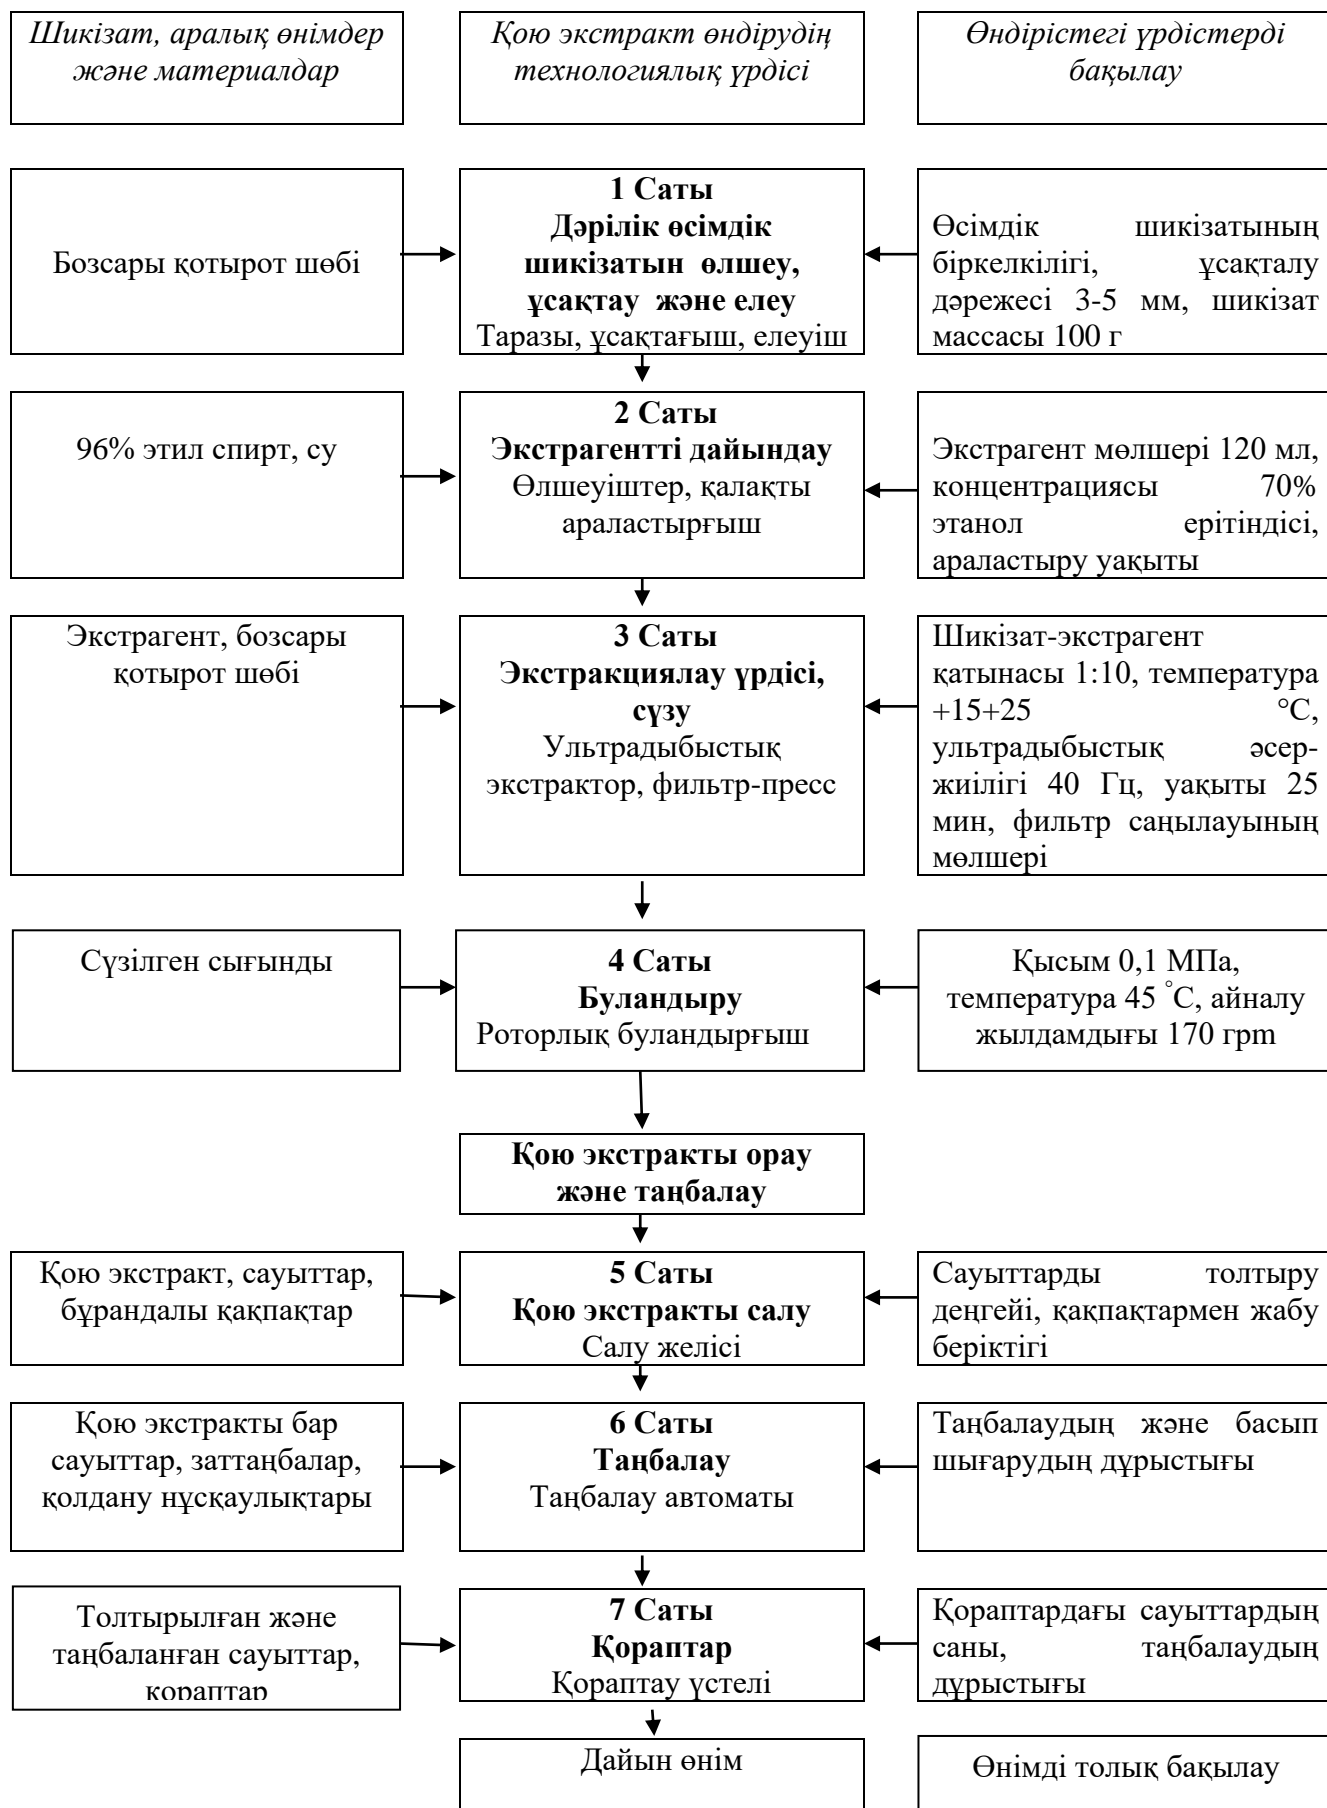 Шикізат, аралық өнімдер
және материалдар
Қою экстракт өндірудің
технологиялық үрдісі
Өндірістегі үрдістерді
бақылау
Бозсары қотырот шөбі
1 Саты
Дәрілік өсімдік
шикізатын өлшеу,
ұсақтау және елеу
Таразы, ұсақтағыш, елеуіш
Өсімдік шикізатының
біркелкілігі, ұсақталу
дәрежесі 3-5 мм, шикізат
массасы 100 г
96% этил спирт, су
2 Саты
Экстрагентті дайындау
Өлшеуіштер, қалақты
араластырғыш
Экстрагент мөлшері 120 мл,
концентрациясы 70%
этанол ерітіндісі,
араластыру уақыты
Экстрагент, бозсары
қотырот шөбі
3 Саты
Экстракциялау үрдісі,
сүзу
Ультрадыбыстық
экстрактор, фильтр-пресс
Шикізат-экстрагент
қатынасы 1:10, температура
+15+25 °С,
ультрадыбыстық әсер-
жиілігі 40 Гц, уақыты 25
мин, фильтр саңылауының
мөлшері
Сүзілген сығынды
4 Саты
Буландыру
Роторлық буландырғыш
Қысым 0,1 МПа,
температура 45 °С, айналу
жылдамдығы 170 грm
Қою экстракты орау
және таңбалау
Қою экстракт, сауыттар,
бұрандалы қақпақтар
5 Саты
Қою экстракты салу
Салу желісі
Сауыттарды толтыру
деңгейі, қақпақтармен жабу
беріктігі
Қою экстракты бар
сауыттар, заттаңбалар,
қолдану нұсқаулықтары
6 Саты
Таңбалау
Таңбалау автоматы
Таңбалаудың және басып
шығарудың дұрыстығы
Толтырылған және
таңбаланған сауыттар,
қораптар
7 Саты
Қораптар
Қораптау үстелі
Қораптардағы сауыттардың
саны, таңбалаудың
дұрыстығы
Дайын өнім
Өнімді толық бақылау